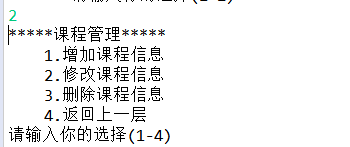 2
*****课程管理*****
1.增加课程信息
2.修改课程信息
3.删除课程信息
4.返回上一层
请输入你的选择(1-4)